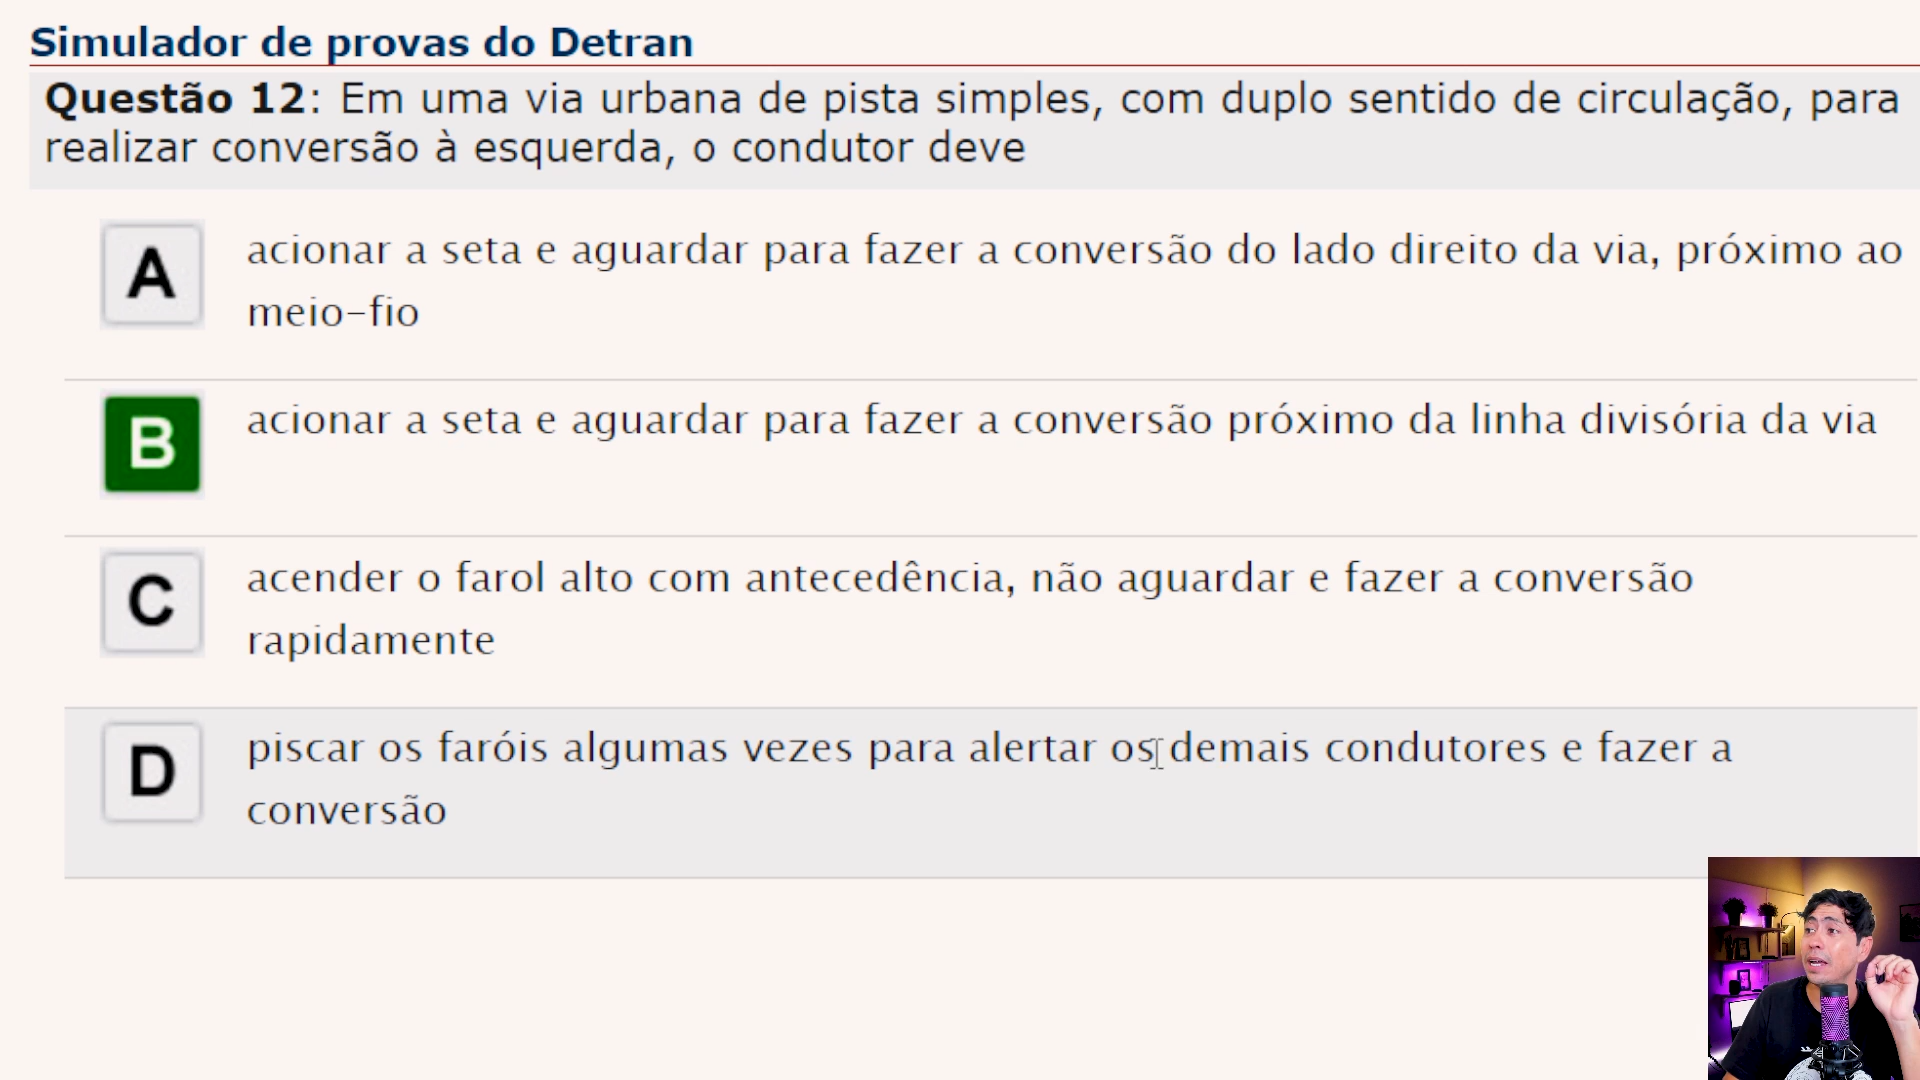 Simulador de provas do Detran
Questão 12: Em uma via urbana de pista simples, com duplo sentido de circulação, para
realizar conversão à esquerda, o condutor deve
A
acionar a seta e aguardar para fazer a conversão do lado direito da via, próximo ao
meio-fio
B
acionar a seta e aguardar para fazer a conversão próximo da linha divisória da via
C
acender o farol alto com antecedência, não aguardar e fazer a conversão
rapidamente
D
piscar os faróis algumas vezes para alertar os demais condutores e fazer a
conversão